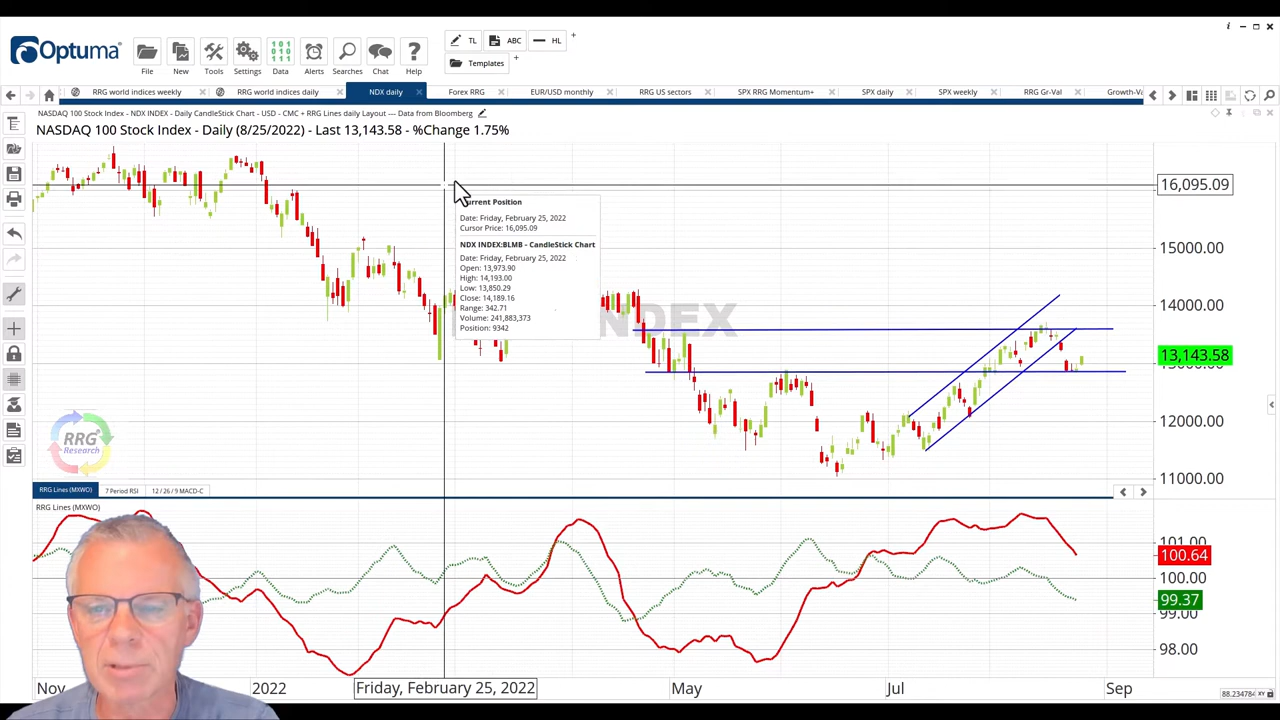 Optuma
File
New
Tools
Settings
Data
Alerts
Searches
Chat
Help
TL
ABC
HL
Templates
RRG world indices weekly
RRG world indices daily
NDX daily
Forex RRG
EUR/USD monthly
RRG US sectors
SPX RRG Momentum+
SPX daily
SPX weekly
RRG Gr-Val
Growth-Va
NASDAQ 100 Stock Index - NDX INDEX - Daily CandleStick Chart - USD - CMC + RRG Lines daily Layout --- Data from Bloomberg
NASDAQ 100 Stock Index - Daily (8/25/2022) - Last 13,143.58 - %Change 1.75%
16,095.09
15000.00
14000.00
13,143.58
12000.00
11000.00
Position
Date: Friday, February 25, 2022
Cursor Price: 16,095.09
NDX INDEX:BLMB - CandleStick Chart
Date: Friday, February 25, 2022
Open: 13,973.90
High: 14,193.00
Low: 13,850.29
Close: 14,189.16
Range: 342.71
Volume: 241,883,373
Position: 9342
NDEX
RRG
Research
RRG Lines (MXWO)
7 Period RSI
12 / 26 / 9 MACD-C
RRG Lines (MXWO)
101.00
100.64
100.00
99.37
99.00
98.00
Nov
2022
Friday, February 25, 2022
May
Jul
Sep
88.234784
XY